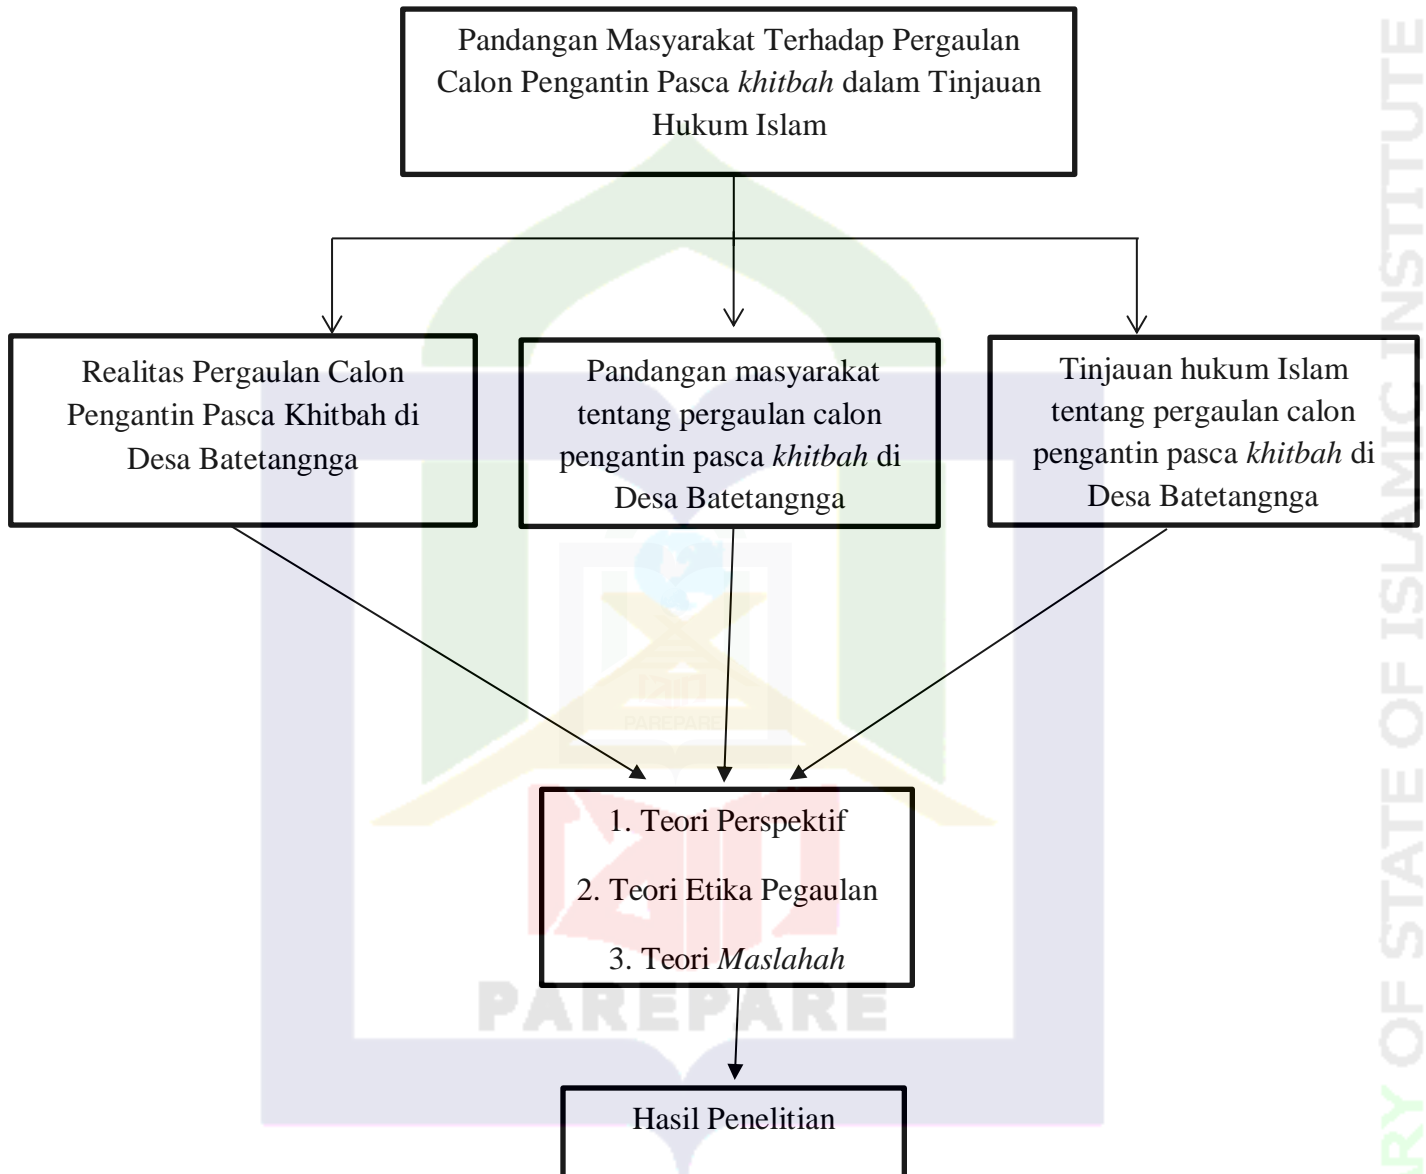 Pandangan Masyarakat Terhadap Pergaulan
Calon Pengantin Pasca khitbah dalam Tinjauan
Hukum Islam
Realitas Pergaulan Calon
Pengantin Pasca Khitbah di
Desa Batetangnga
Pandangan masyarakat
tentang pergaulan calon
pengantin pasca khitbah di
Desa Batetangnga
Tinjauan hukum Islam
tentang pergaulan calon
pengantin pasca khitbah di
Desa Batetangnga
IAIN
PAREPARE
1. Teori Perspektif
2. Teori Etika Pegaulan
3. Teori Maslahah
PAREPARE
Hasil Penelitian
OF STATE OF ISLAMIC INSTITUTE